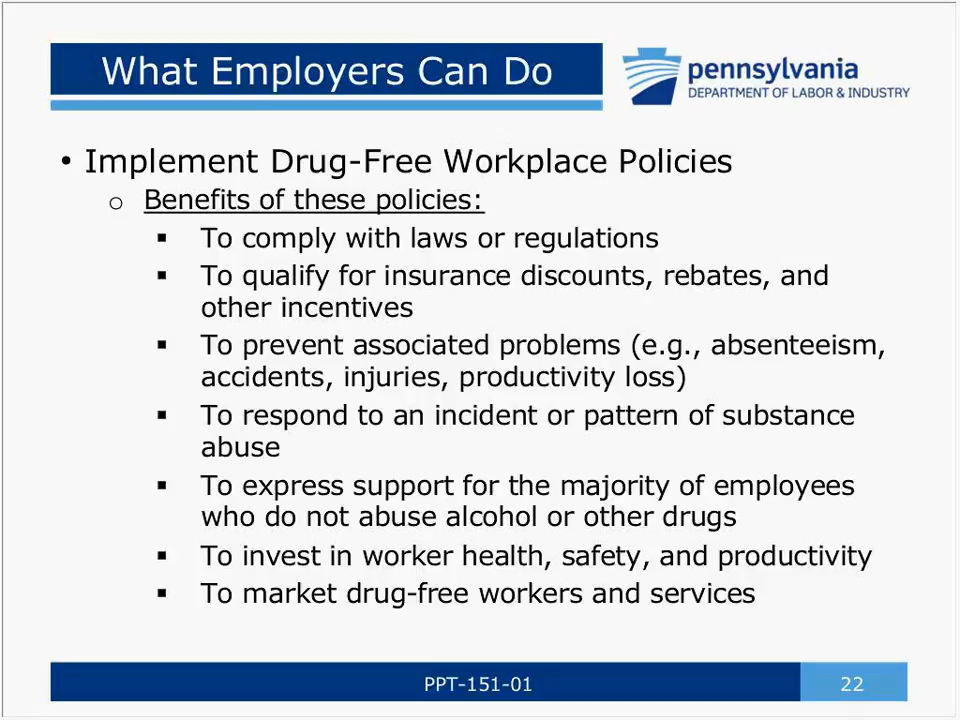 What Employers Can Do
pennsylvania
DEPARTMENT OF LABOR & INDUSTRY
• Implement Drug-Free Workplace Policies
o Benefits of these policies:
▪ To comply with laws or regulations
▪ To qualify for insurance discounts, rebates, and
other incentives
▪ To prevent associated problems (e.g., absenteeism,
accidents, injuries, productivity loss)
▪ To respond to an incident or pattern of substance
abuse
▪ To express support for the majority of employees
who do not abuse alcohol or other drugs
▪ To invest in worker health, safety, and productivity
▪ To market drug-free workers and services
PPT-151-01
22